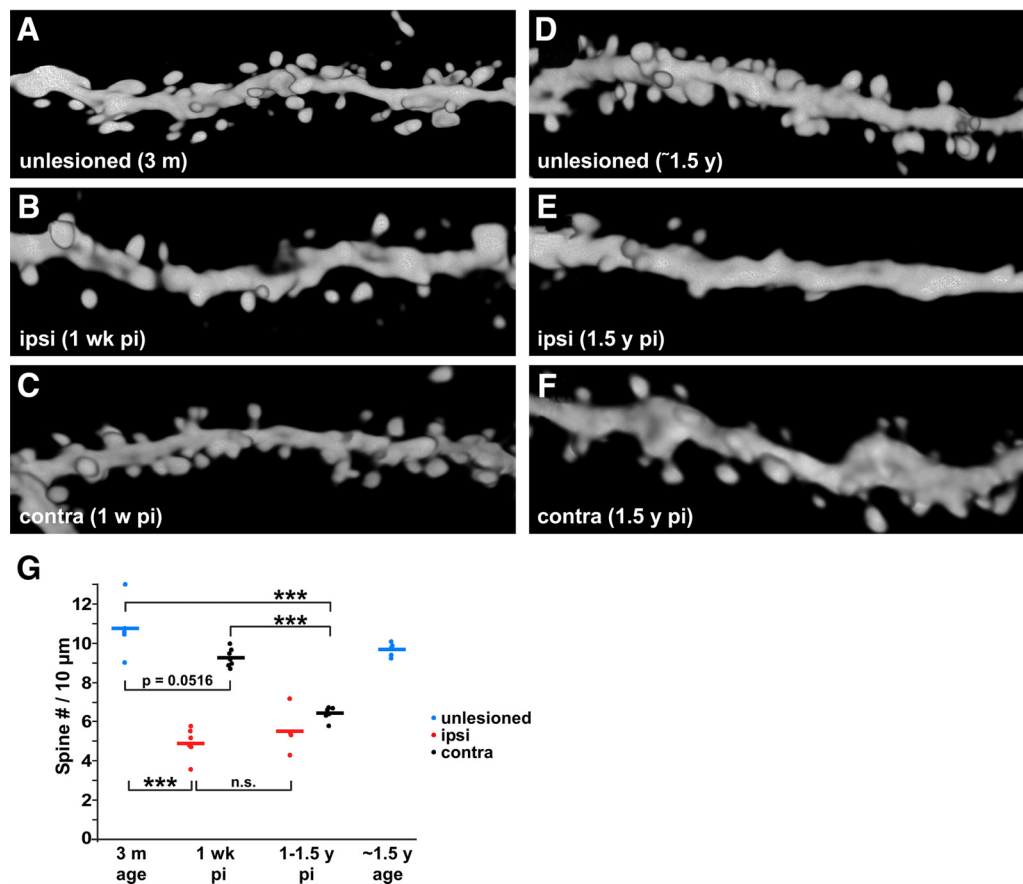 A
unlesioned (3 m)
D
unlesioned (~1.5 y)
B
ipsi (1 wk pi)
E
ipsi (1.5 y pi)
C
contra (1 w pi)
F
contra (1.5 y pi)
G
Spine # / 10 µm
12
10
8
6
4
2
0
***
***
p = 0.0516
***
n.s.
unlesioned
ipsi
contra
3 m
age
1 wk
pi
1-1.5 y
pi
~1.5 y
age